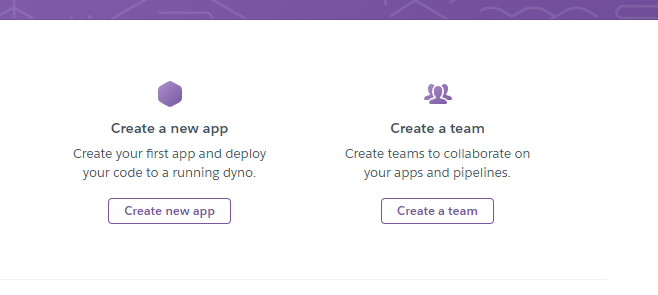 Create a new app
Create your first app and deploy
your code to a running dyno.
Create new app
Create a team
Create teams to collaborate on
your apps and pipelines.
Create a team